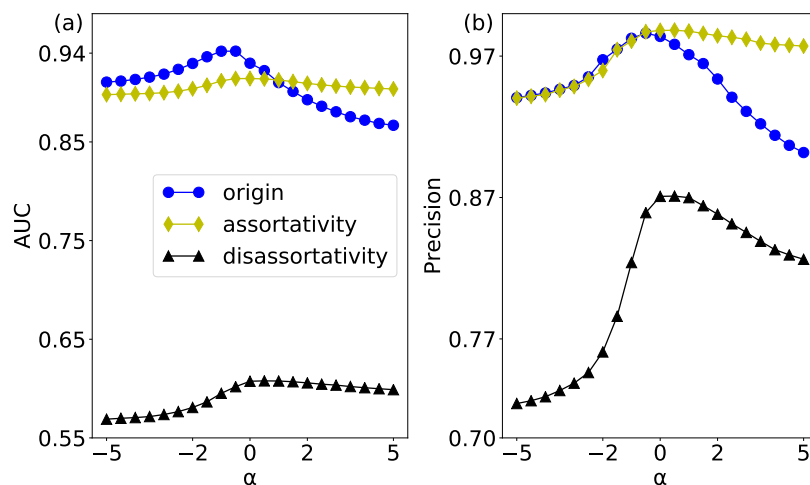 (a)
AUC
0.94
0.85
0.75
0.65
0.55
origin
assortativity
disassortativity
−5
−2
0
2
5
α
(b)
Precision
0.97
0.87
0.77
0.70
−5
−2
0
2
5
α